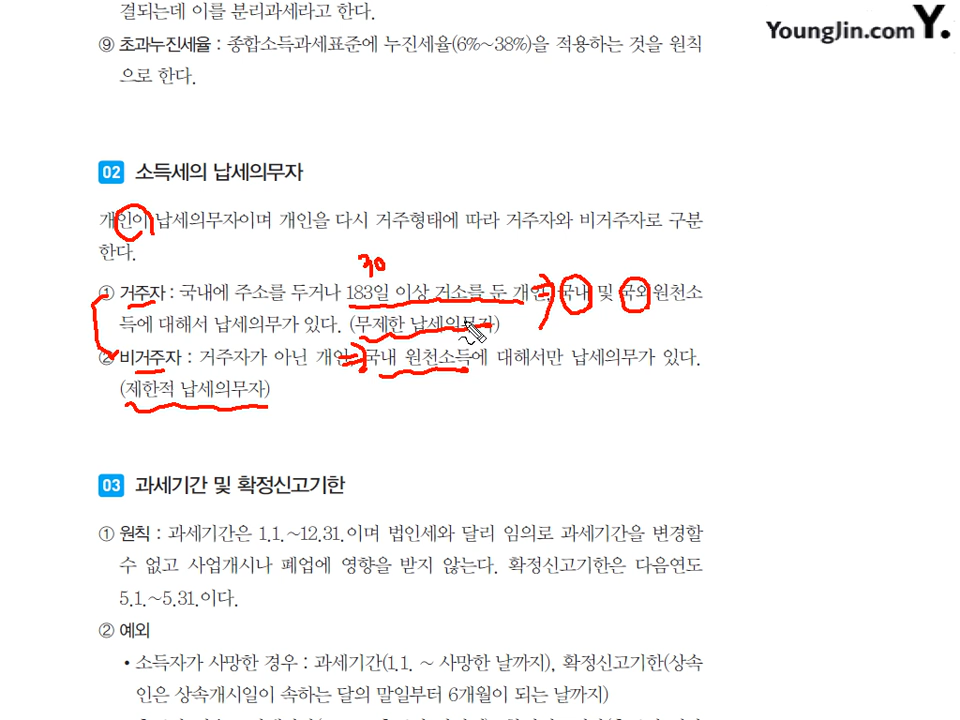 결되는데 이를 분리과세라고 한다.
YoungJin.com Y.
⑨ 초과누진세율 : 종합소득과세표준에 누진세율(6%~38%)을 적용하는 것을 원칙
으로 한다.
02 소득세의 납세의무자
개인이 납세의무자이며 개인을 다시 거주형태에 따라 거주자와 비거주자로 구분
한다.
① 거주자 : 국내에 주소를 두거나 183일 이상 거소를 둔 개인, 국내 및 국외원천소
득에 대해서 납세의무가 있다. (무제한 납세의무자)
② 비거주자 : 거주자가 아닌 개인, 국내 원천소득에 대해서만 납세의무가 있다.
(제한적 납세의무자)
03 과세기간 및 확정신고기한
① 원칙 : 과세기간은 1.1.~12.31.이며 법인세와 달리 임의로 과세기간을 변경할
수 없고 사업개시나 폐업에 영향을 받지 않는다. 확정신고기한은 다음연도
5.1.~5.31.이다.
② 예외
• 소득자가 사망한 경우 : 과세기간(1.1. ~ 사망한 날까지), 확정신고기한(상속
인은 상속개시일이 속하는 달의 말일부터 6개월이 되는 날까지)